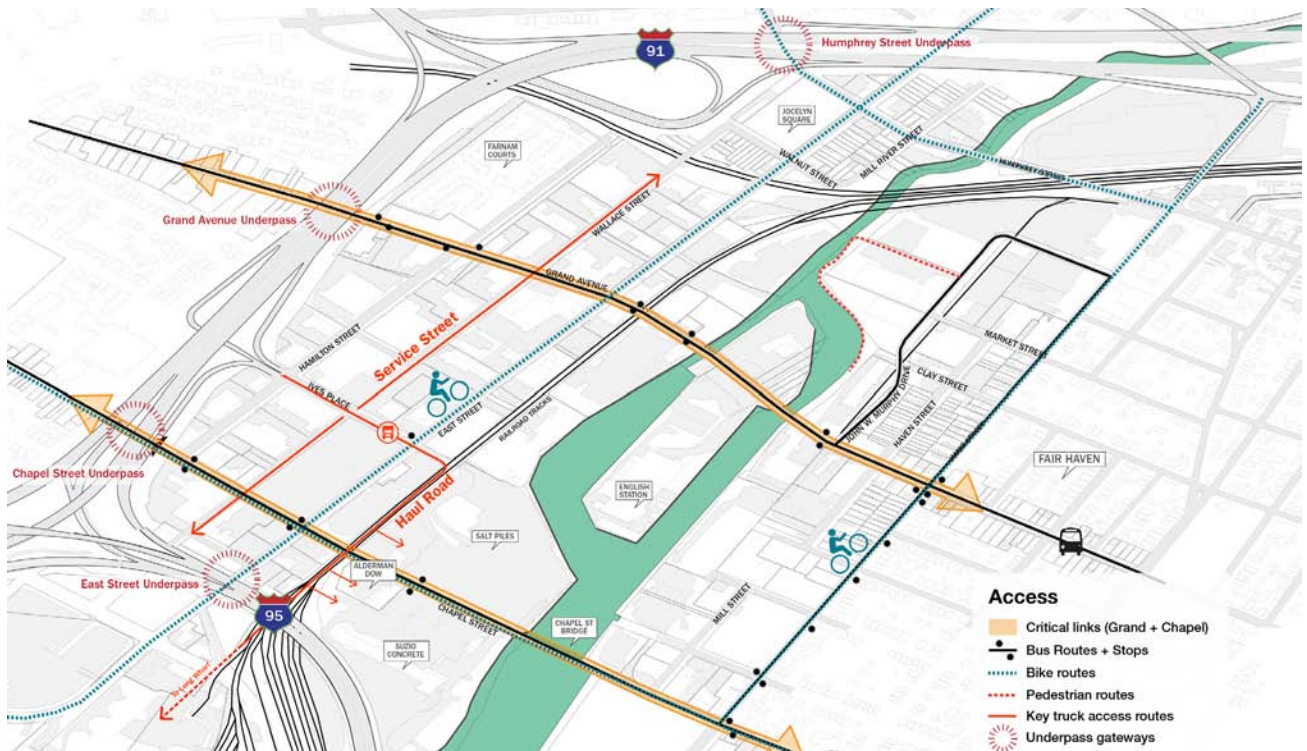 91
Humphrey Street Underpass
JOCELYN
SQUARE
FARNAM
COURTS
WALNUT STREET
MILL RIVER STREET
HUMPHREY STREET
Grand Avenue Underpass
WALLACE STREET
GRAND AVENUE
HAMILTON STREET
Service Street
MARKET STREET
IVES PLACE
CLAY STREET
EAST STREET
RAILROAD TRACKS
JOHN W. MURPHY DRIVE
HAVEN STREET
FAIR HAVEN
Chapel Street Underpass
Haul Road
ENGLISH
STATION
SALT PILES
ALDERMAN
DOW
East Street Underpass
95
MILL STREET
CHAPEL STREET
CHAPEL ST
BRIDGE
SUZIO
CONCRETE
To Long Wharf
Access
Critical links (Grand + Chapel)
Bus Routes + Stops
Bike routes
Pedestrian routes
Key truck access routes
Underpass gateways